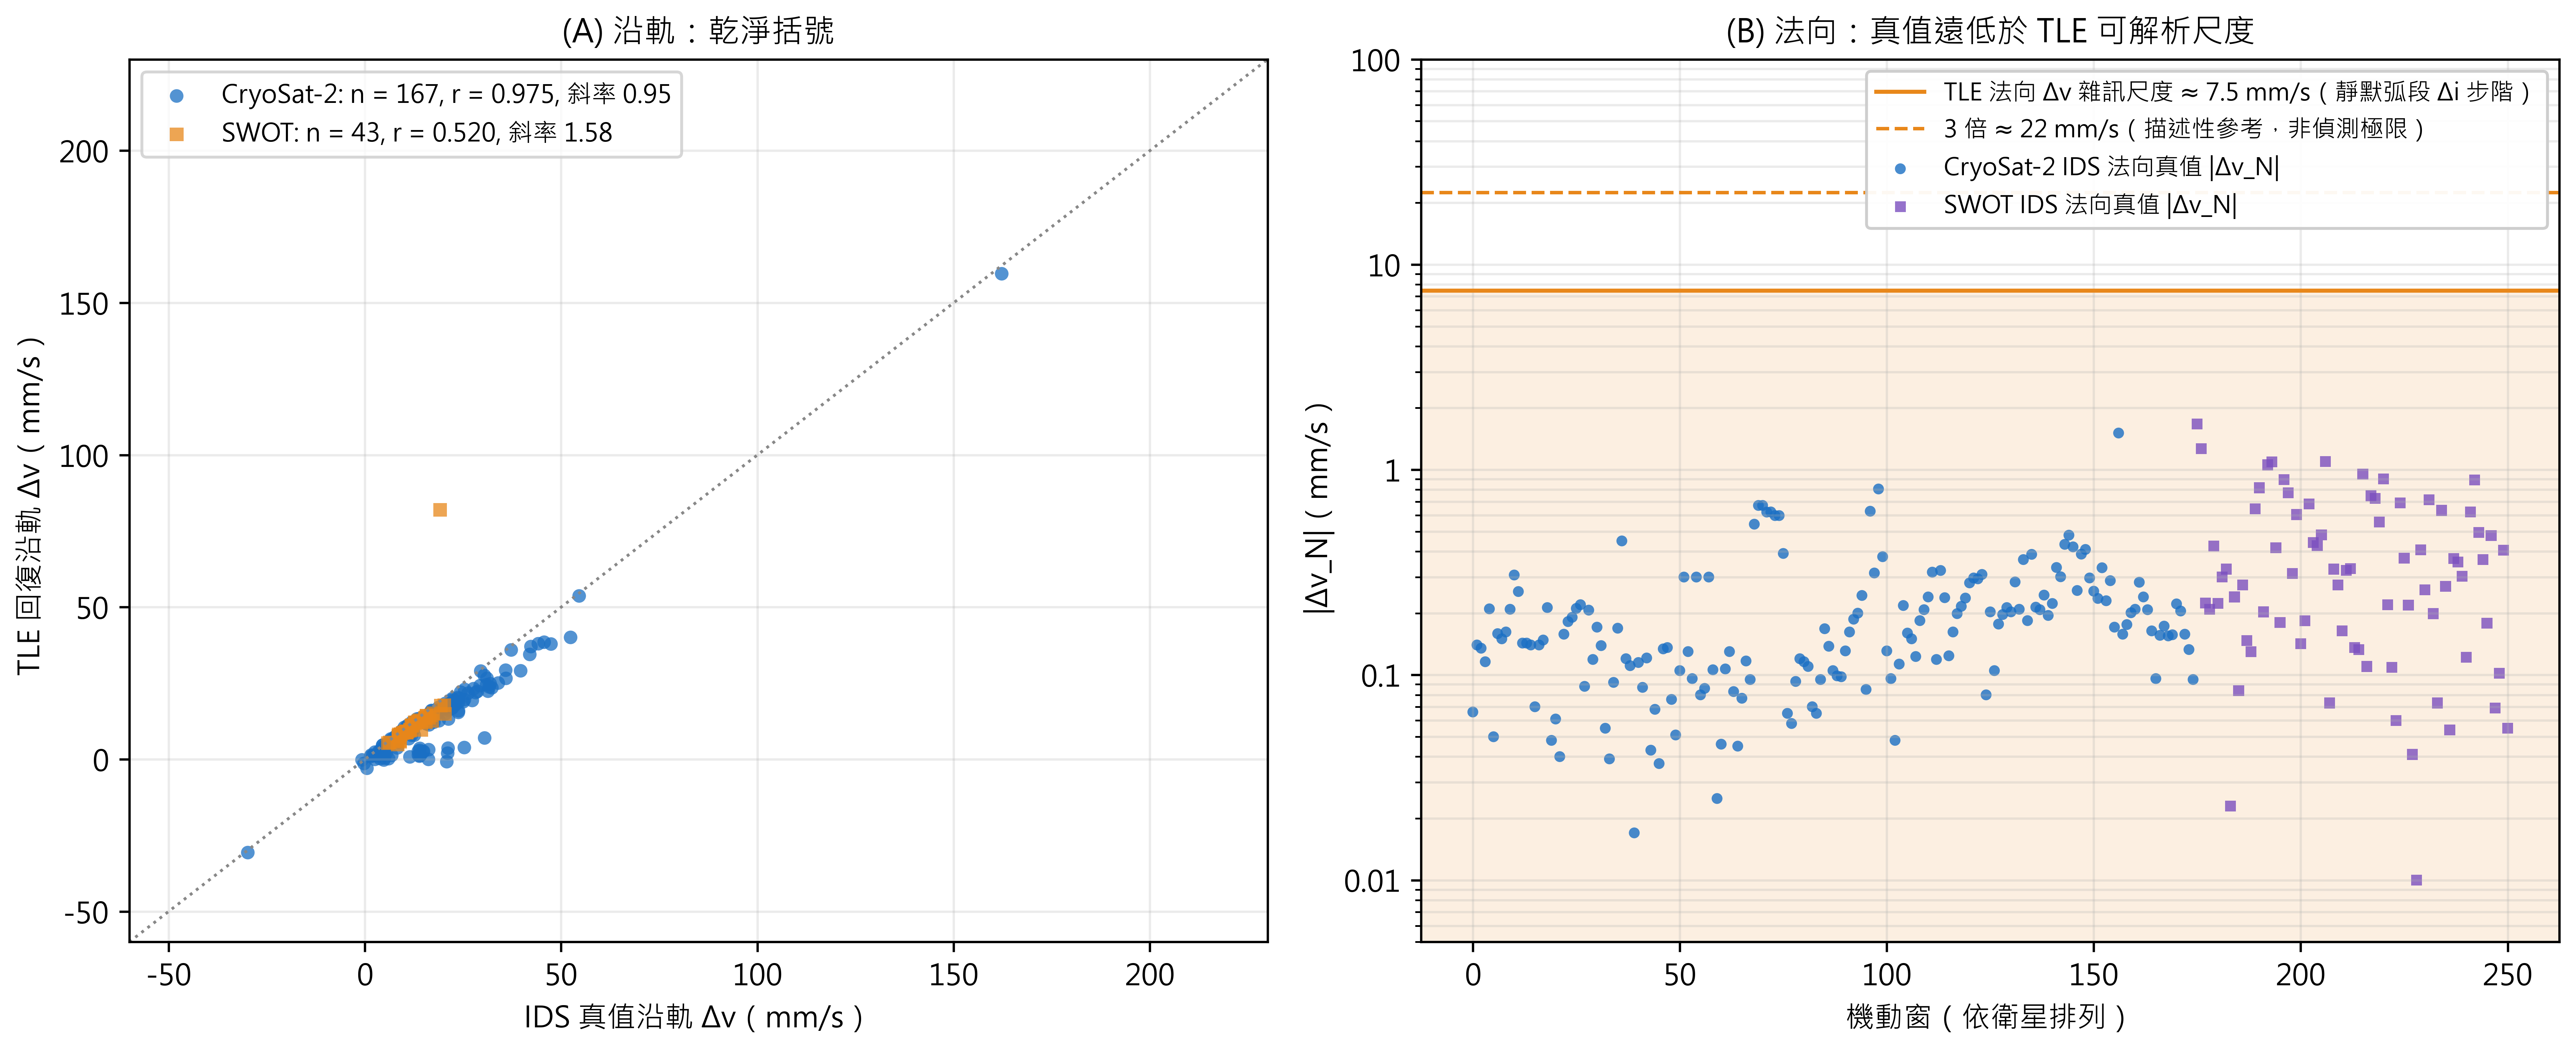 (A) 沿軌：乾淨括號
CryoSat-2: n = 167, r = 0.975, 斜率 0.95
SWOT: n = 43, r = 0.520, 斜率 1.58
TLE 回復沿軌 Δv（mm/s）
200
150
100
50
0
-50
-50
0
50
100
150
200
IDS 真值沿軌 Δv（mm/s）
(B) 法向：真值遠低於 TLE 可解析尺度
TLE 法向 Δv 雜訊尺度 ≈ 7.5 mm/s（靜默弧段 Δi 步階）
3 倍 ≈ 22 mm/s（描述性參考，非偵測極限）
CryoSat-2 IDS 法向真值 |Δv_N|
SWOT IDS 法向真值 |Δv_N|
|Δv_N|（mm/s）
100
10
1
0.1
0.01
0
50
100
150
200
250
機動窗（依衛星排列）